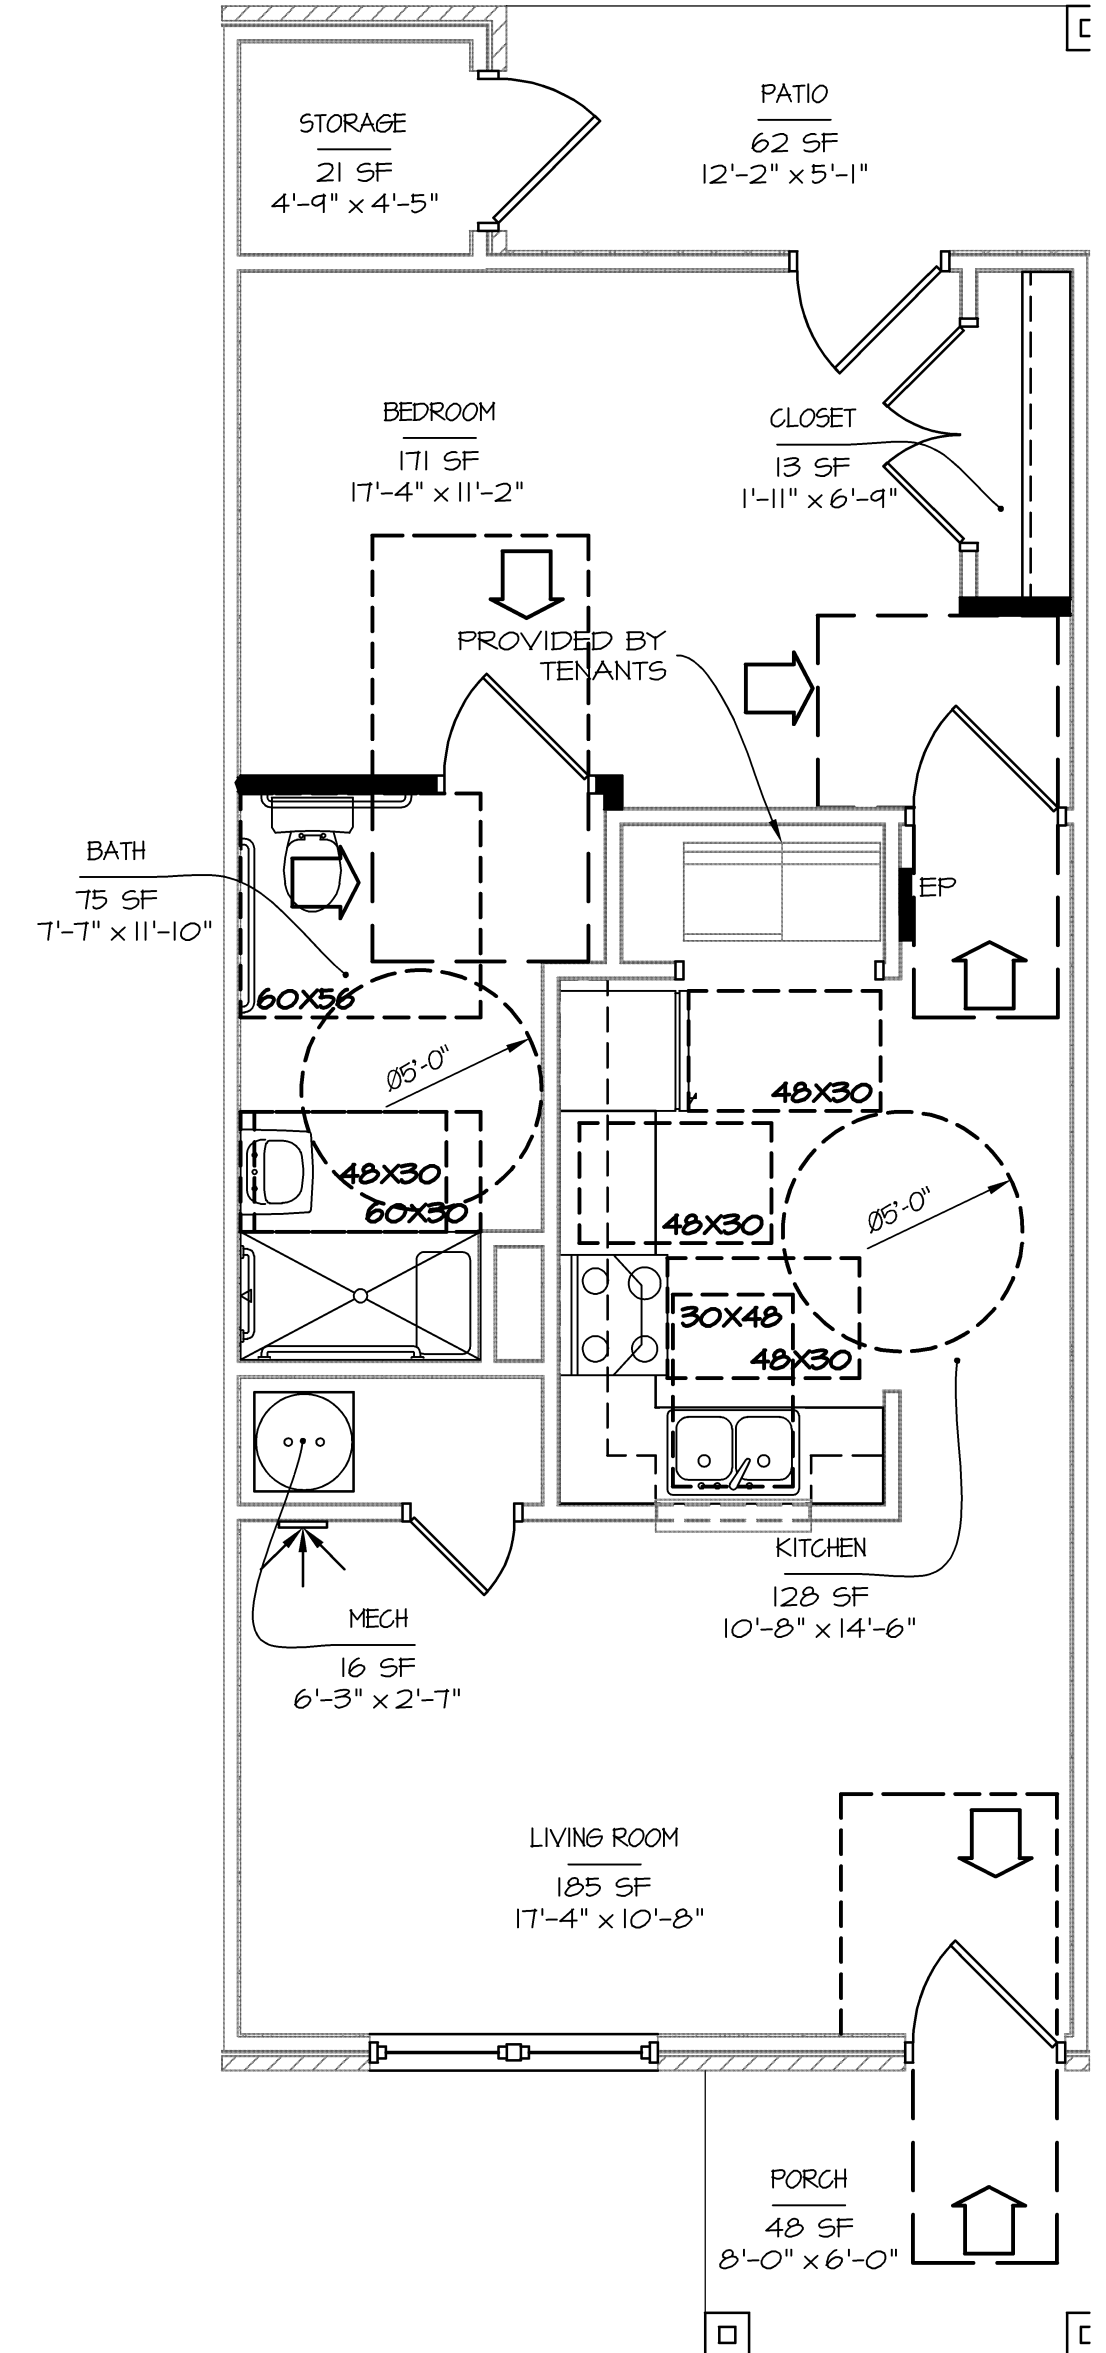 PATIO
62 SF
12'-2" x 5'-1"
STORAGE
21 SF
4'-9" x 4'-5"
BEDROOM
171 SF
17'-4" x 11'-2"
CLOSET
13 SF
1'-11" x 6'-9"
PROVIDED BY
TENANTS
BATH
75 SF
7'-7" x 11'-10"
EP
60X56
Ø5'-0"
48X30
48X30
60X30
48X30
Ø5'-0"
30X48
48X30
KITCHEN
128 SF
10'-8" x 14'-6"
MECH
16 SF
6'-3" x 2'-7"
LIVING ROOM
185 SF
17'-4" x 10'-8"
PORCH
48 SF
8'-0" x 6'-0"